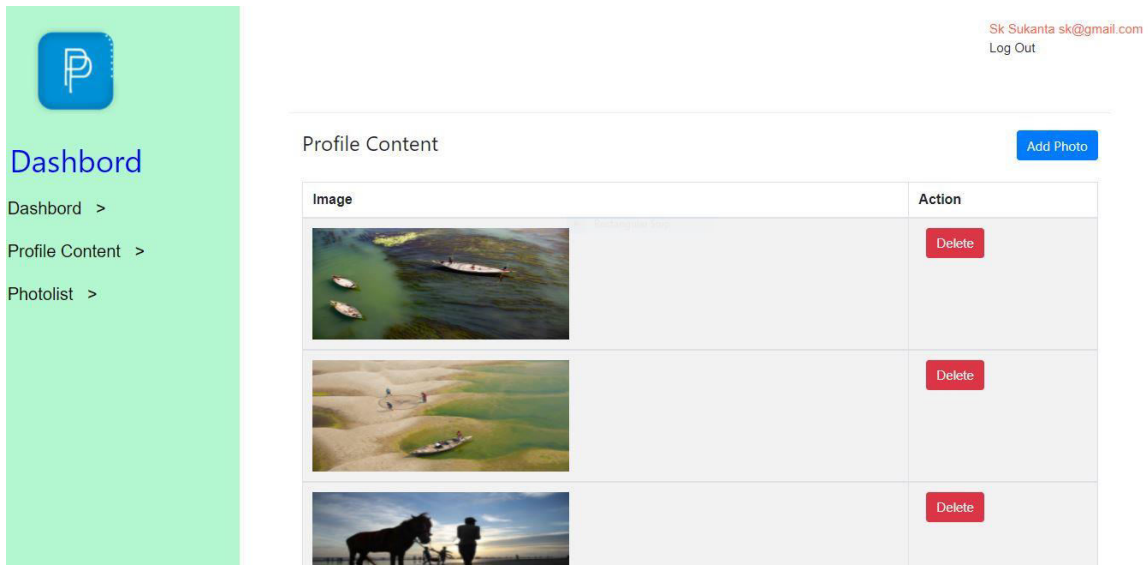 Sk Sukanta sk@gmail.com
Log Out
Dashbord
Dashbord >
Profile Content >
Photolist >
Profile Content
Add Photo
Image
Action
Delete
Delete
Delete